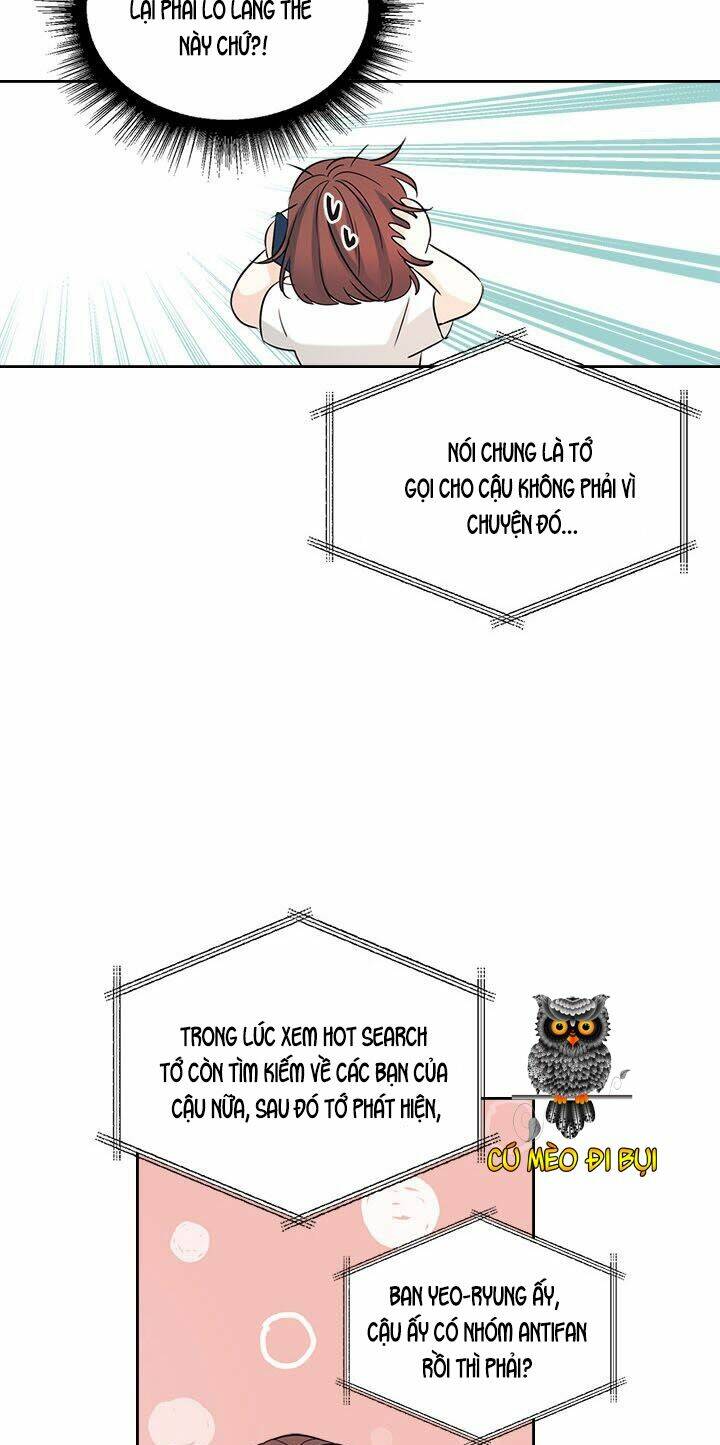 LẠI PHẢI LO LẮNG THẾ
NÀY CHỨ?!
NÓI CHUNG LÀ TỚ
GỌI CHO CẬU KHÔNG PHẢI VÌ
CHUYỆN ĐÓ...
TRONG LÚC XEM HOT SEARCH
TỚ CÒN TÌM KIẾM VỀ CÁC BẠN CỦA
CẬU NỮA, SAU ĐÓ TỚ PHÁT HIỆN,
CÚ MÈO ĐI BỤI
BAN YEO-RYUNG ẤY,
CẬU ẤY CÓ NHÓM ANTIFAN
RỒI THÌ PHẢI?